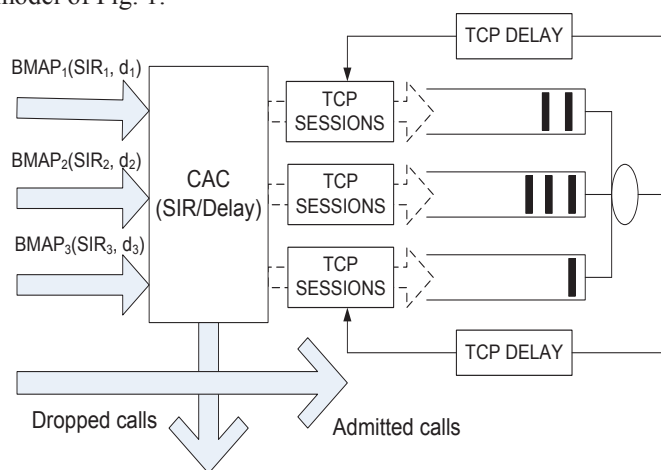 model of Fig. 1.
TCP DELAY
BMAP₁(SIR₁, d₁)
TCP
SESSIONS
BMAP₂(SIR₂, d₂)
CAC
(SIR/Delay)
TCP
SESSIONS
BMAP₃(SIR₃, d₃)
TCP
SESSIONS
TCP DELAY
Dropped calls
Admitted calls